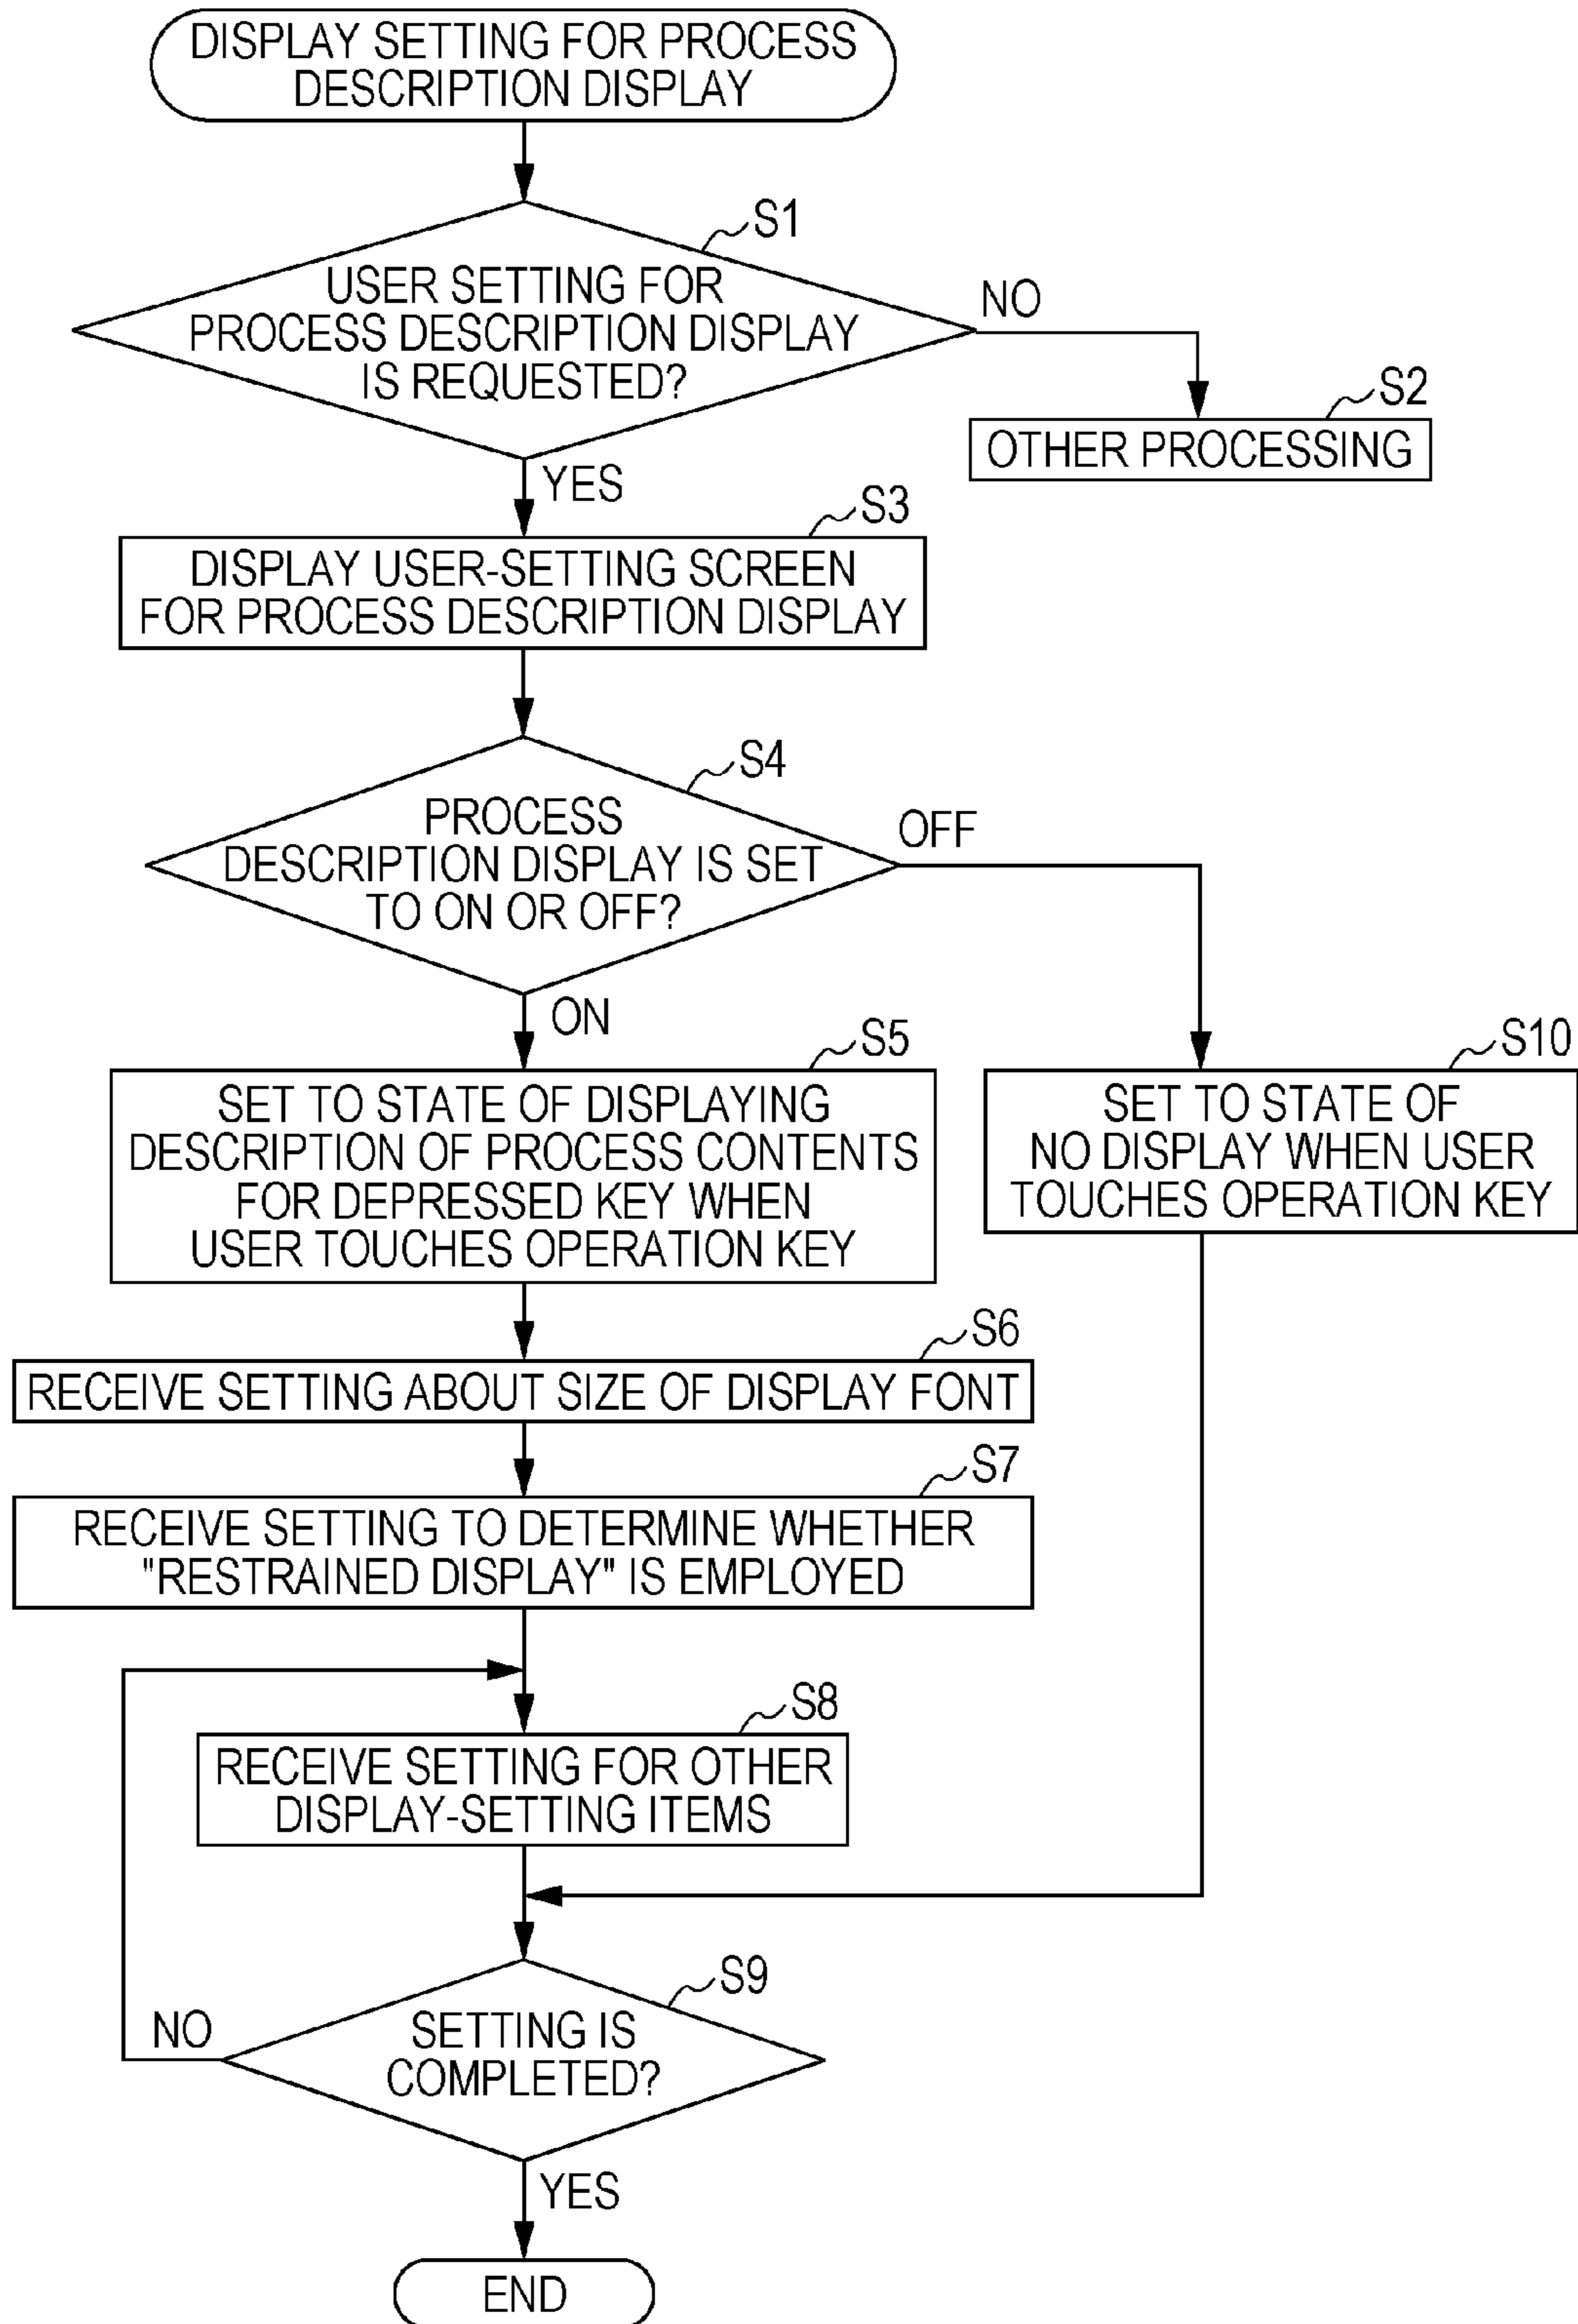 DISPLAY SETTING FOR PROCESS
DESCRIPTION DISPLAY
S1
USER SETTING FOR
PROCESS DESCRIPTION DISPLAY
IS REQUESTED?
NO
S2
OTHER PROCESSING
YES
S3
DISPLAY USER-SETTING SCREEN
FOR PROCESS DESCRIPTION DISPLAY
S4
PROCESS
DESCRIPTION DISPLAY IS SET
TO ON OR OFF?
OFF
ON
S5
SET TO STATE OF DISPLAYING
DESCRIPTION OF PROCESS CONTENTS
FOR DEPRESSED KEY WHEN
USER TOUCHES OPERATION KEY
S10
SET TO STATE OF
NO DISPLAY WHEN USER
TOUCHES OPERATION KEY
S6
RECEIVE SETTING ABOUT SIZE OF DISPLAY FONT
S7
RECEIVE SETTING TO DETERMINE WHETHER
"RESTRAINED DISPLAY" IS EMPLOYED
S8
RECEIVE SETTING FOR OTHER
DISPLAY-SETTING ITEMS
S9
SETTING IS
COMPLETED?
NO
YES
END